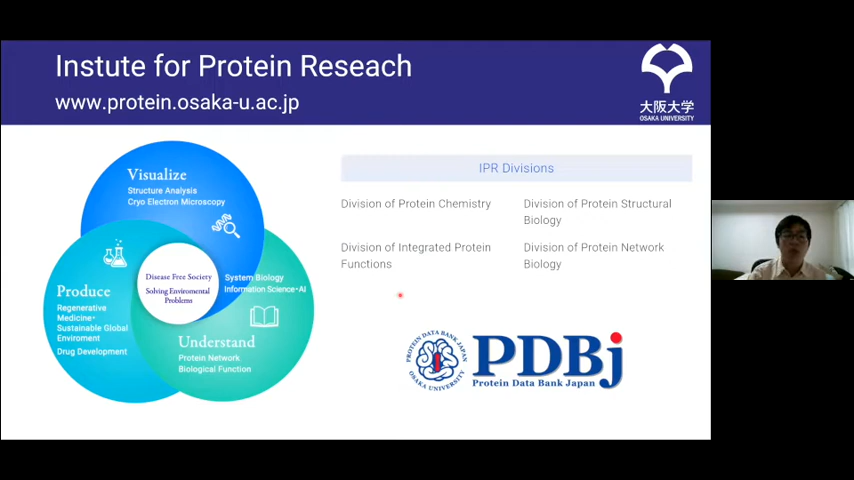 Instute for Protein Reseach
www.protein.osaka-u.ac.jp
大阪大学
OSAKA UNIVERSITY
Visualize
Structure Analysis
Cryo Electron Microscopy
Produce
Regenerative
Medicine・
Sustainable Global
Enviroment
Drug Development
Disease Free Society
Solving Enviromental
Problems
System Biology
Information Science・AI
Understand
Protein Network
Biological Function
IPR Divisions
Division of Protein Chemistry
Division of Protein Structural
Biology
Division of Integrated Protein
Functions
Division of Protein Network
Biology
PROTEIN DATA BANK JAPAN
OSAKA UNIVERSITY
PDBj
Protein Data Bank Japan